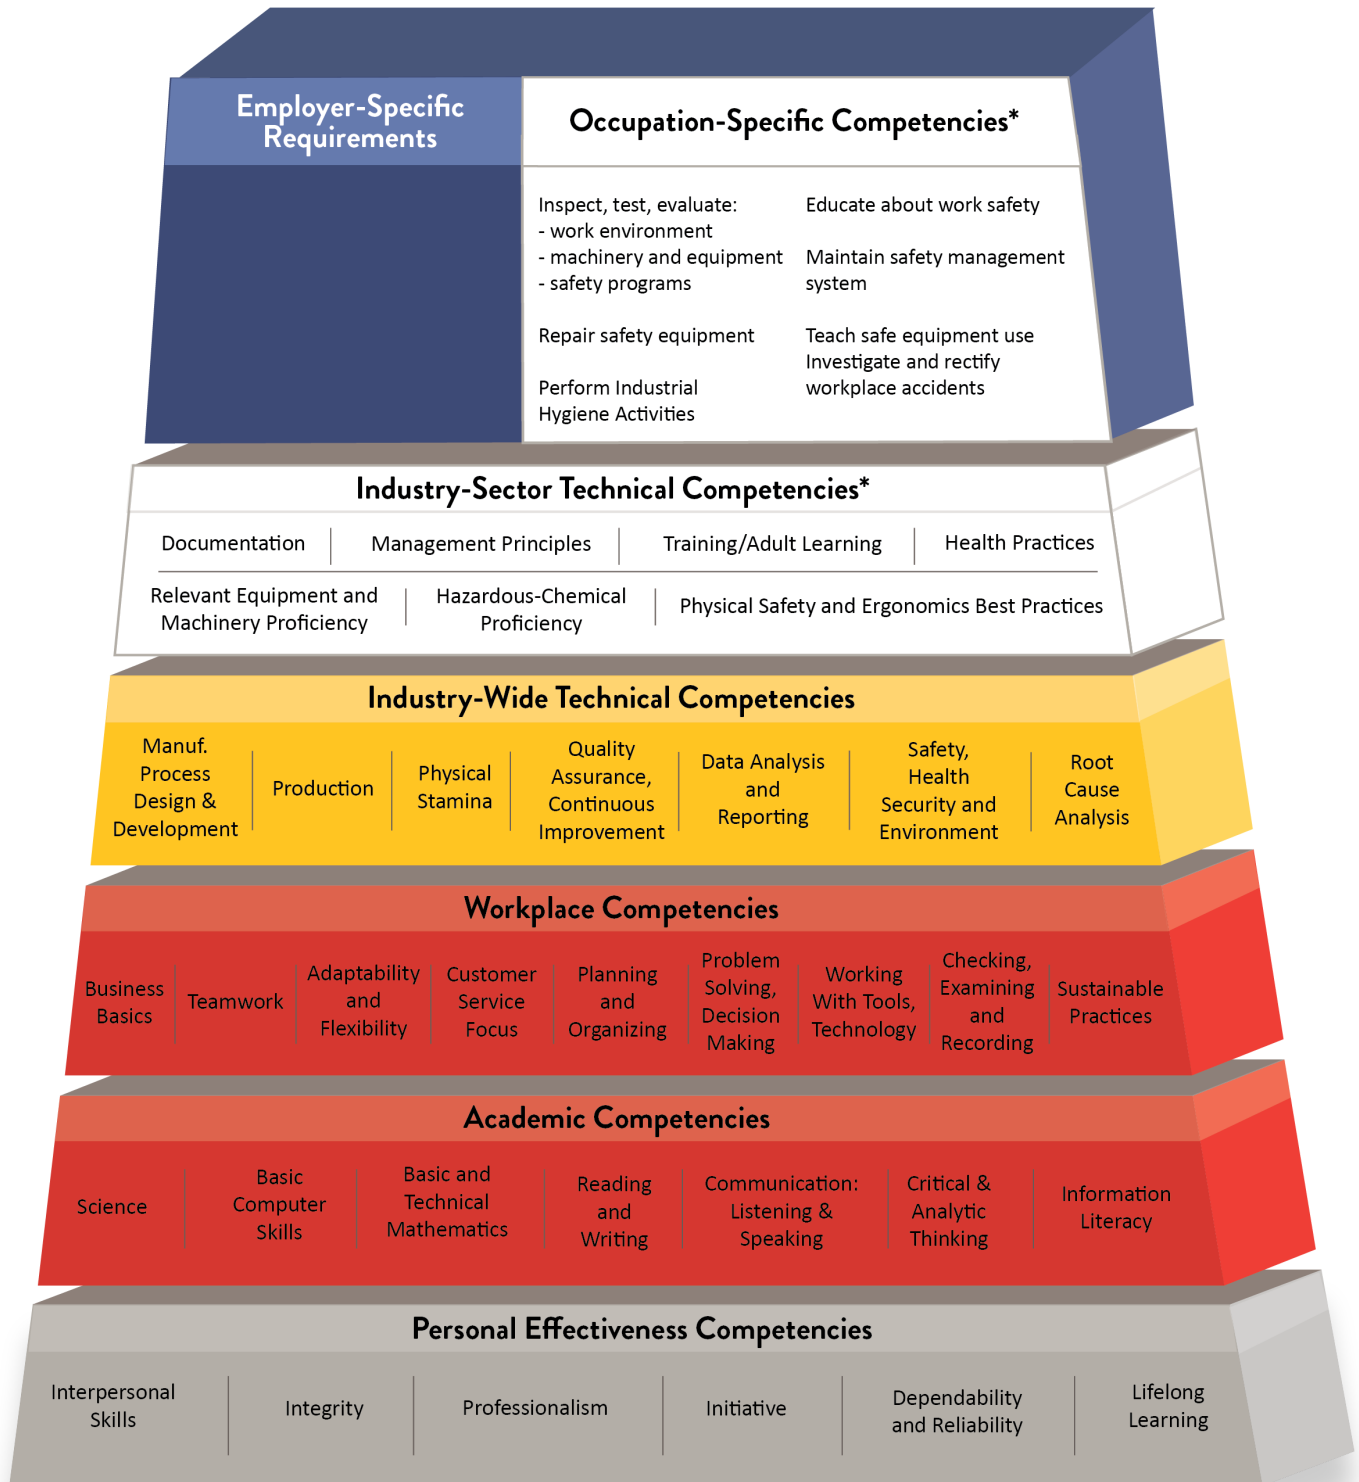 Employer-Specific
Requirements
Occupation-Specific Competencies*
Inspect, test, evaluate:
- work environment
- machinery and equipment
- safety programs
Repair safety equipment
Perform Industrial
Hygiene Activities
Educate about work safety
Maintain safety management
system
Teach safe equipment use
Investigate and rectify
workplace accidents
Industry-Sector Technical Competencies*
Documentation
Management Principles
Training/Adult Learning
Health Practices
Relevant Equipment and
Machinery Proficiency
Hazardous-Chemical
Proficiency
Physical Safety and Ergonomics Best Practices
Industry-Wide Technical Competencies
Manuf.
Process
Design &
Development
Production
Physical
Stamina
Quality
Assurance,
Continuous
Improvement
Data Analysis
and
Reporting
Safety,
Health
Security and
Environment
Root
Cause
Analysis
Workplace Competencies
Business
Basics
Teamwork
Adaptability
and
Flexibility
Customer
Service
Focus
Planning
and
Organizing
Problem
Solving,
Decision
Making
Working
With Tools,
Technology
Checking,
Examining
and
Recording
Sustainable
Practices
Academic Competencies
Science
Basic
Computer
Skills
Basic and
Technical
Mathematics
Reading
and
Writing
Communication:
Listening &
Speaking
Critical &
Analytic
Thinking
Information
Literacy
Personal Effectiveness Competencies
Interpersonal
Skills
Integrity
Professionalism
Initiative
Dependability
and Reliability
Lifelong
Learning